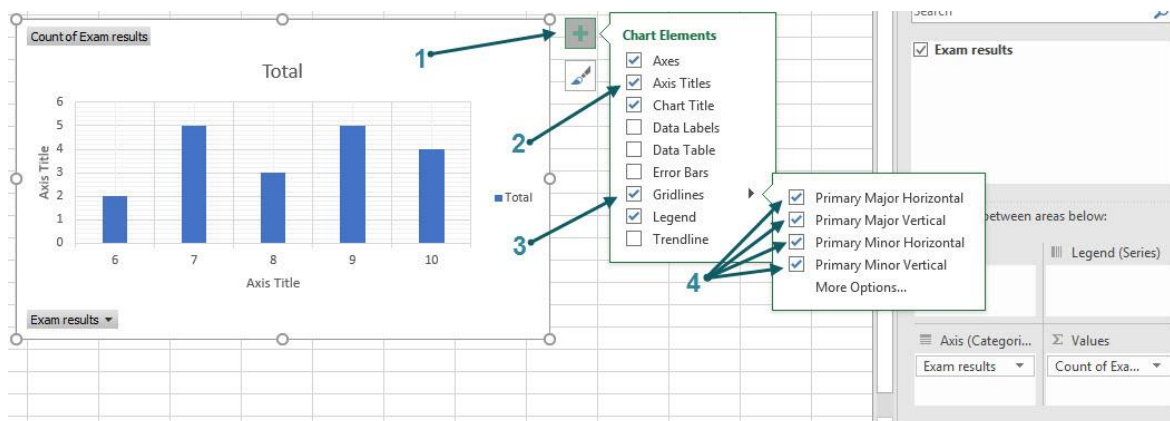 Count of Exam results
Total
6
5
4
3
2
1
0
Axis Title
6 7 8 9 10
Axis Title
Total
Exam results
1
2
3
4
Chart Elements
Axes
Axis Titles
Chart Title
Data Labels
Data Table
Error Bars
Gridlines
Legend
Trendline
Primary Major Horizontal
Primary Major Vertical
Primary Minor Horizontal
Primary Minor Vertical
More Options...
Search
Exam results
between areas below:
Legend (Series)
Axis (Categori...
Σ Values
Exam results
Count of Exa...